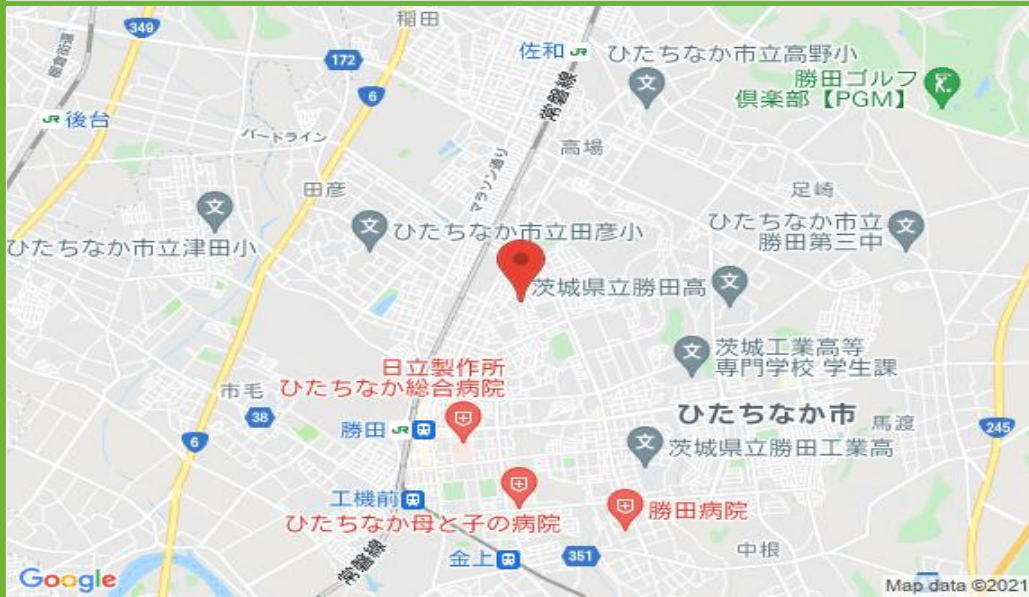 稲田
349
172
佐和 JR
ひたちなか市立高野小
勝田ゴルフ
倶楽部【PGM】
6
常磐線
JR 後台
バードライン
マラソン通り
高場
田彦
足崎
ひたちなか市立津田小
ひたちなか市立田彦小
ひたちなか市立
勝田第三中
茨城県立勝田高
茨城工業高等
専門学校 学生課
日立製作所
ひたちなか総合病院
市毛
38
ひたちなか市
馬渡
245
勝田 JR
6
茨城県立勝田工業高
工機前
ひたちなか母と子の病院
勝田病院
常磐線
金上
351
中根
Google
Map data ©2021